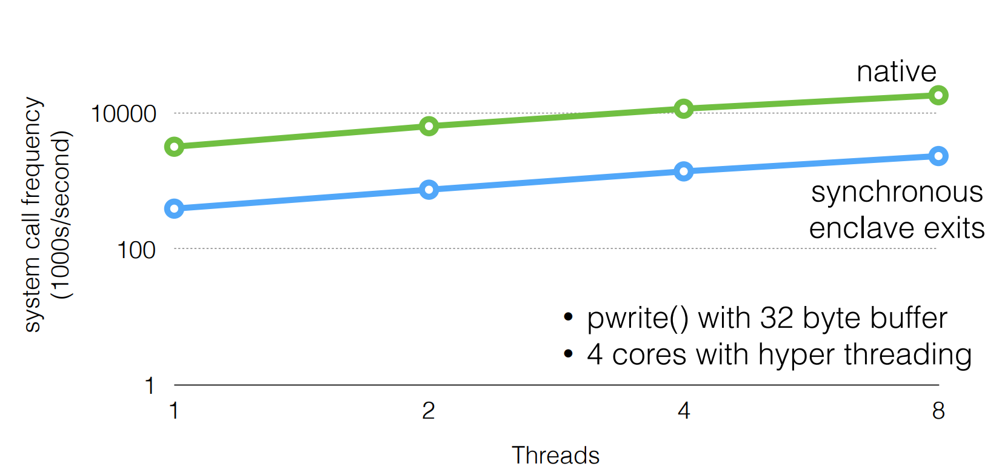 native
10000
system call frequency
(1000s/second)
synchronous
enclave exits
100
• pwrite() with 32 byte buffer
• 4 cores with hyper threading
1
1 2 4 8
Threads